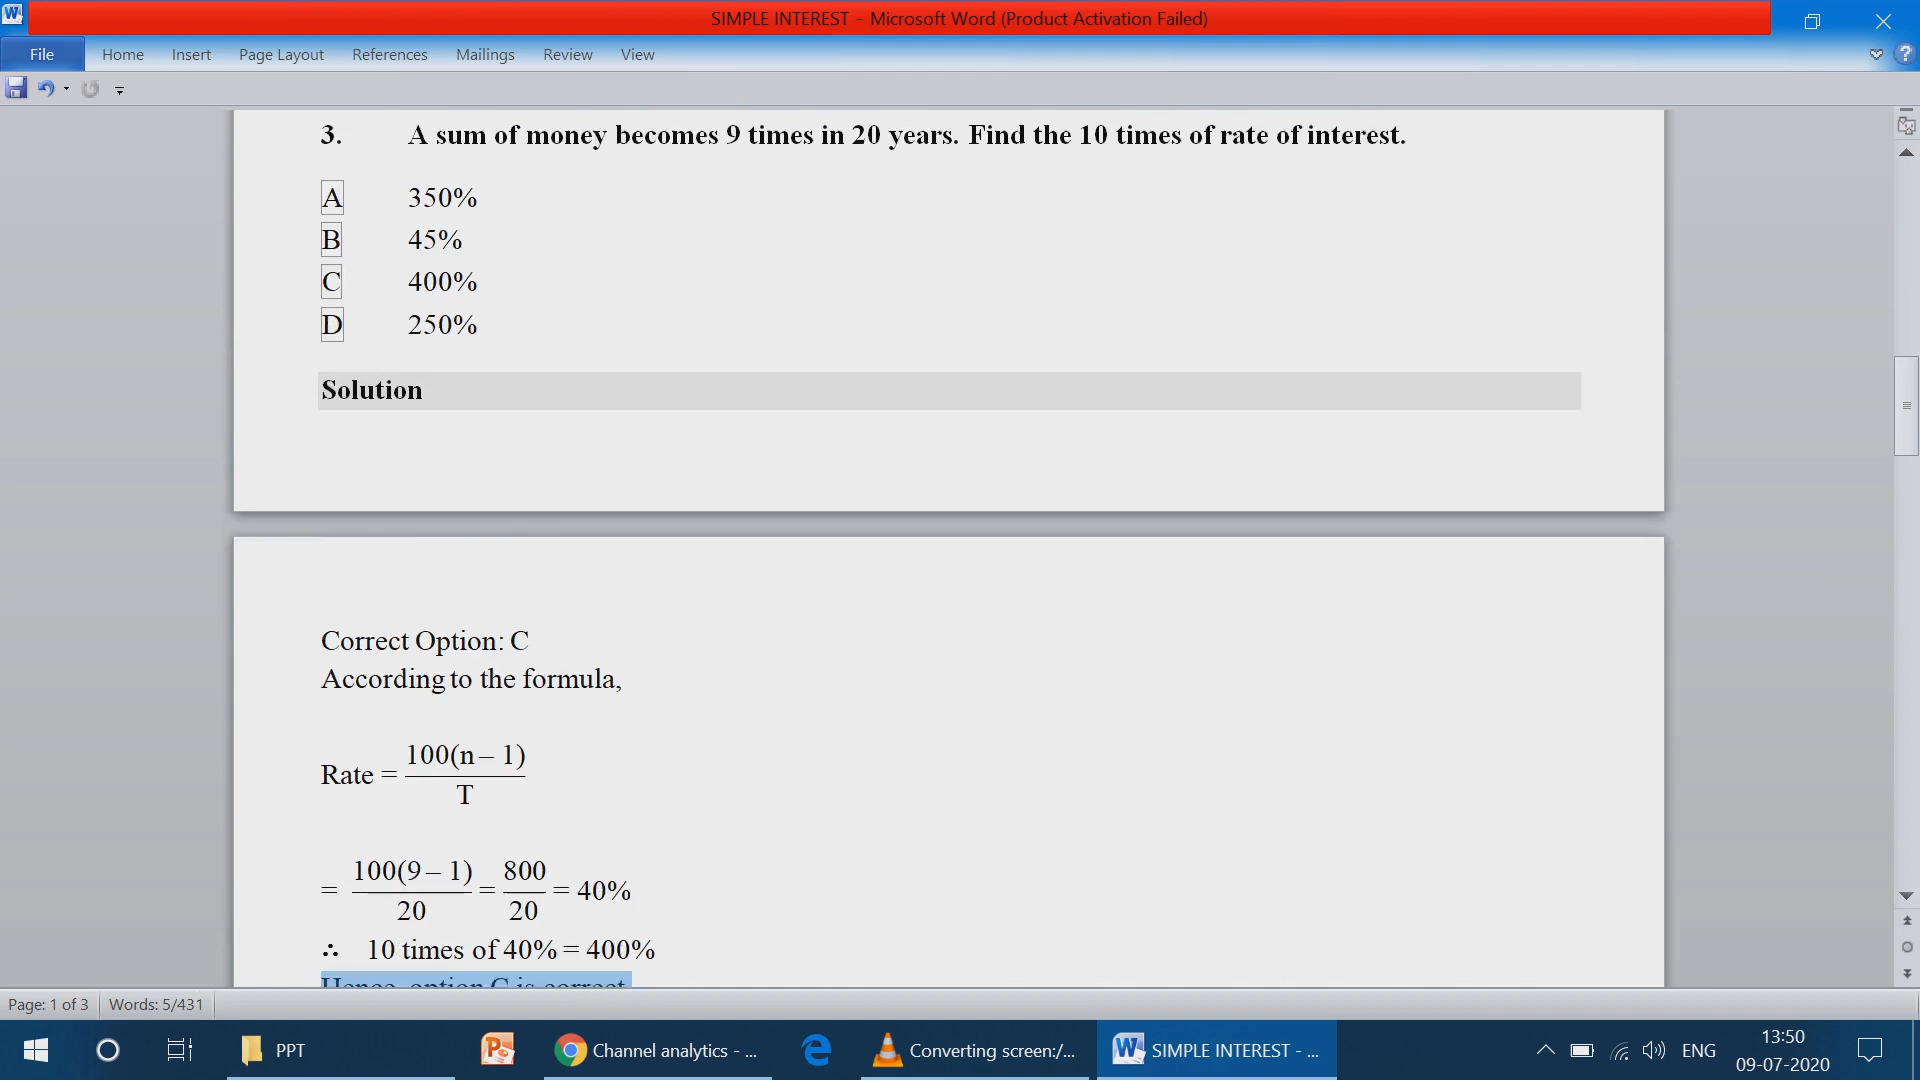 SIMPLE INTEREST - Microsoft Word (Product Activation Failed)
File Home Insert Page Layout References Mailings Review View
3. A sum of money becomes 9 times in 20 years. Find the 10 times of rate of interest.
A 350%
B 45%
C 400%
D 250%
Solution
Correct Option: C
According to the formula,
Rate = 100(n – 1) / T
= 100(9 – 1) / 20 = 800 / 20 = 40%
∴ 10 times of 40% = 400%
Hence, option C is correct.
Page: 1 of 3 Words: 5/431
PPT Channel analytics - ... Converting screen:/... SIMPLE INTEREST - ... ENG 13:50
09-07-2020